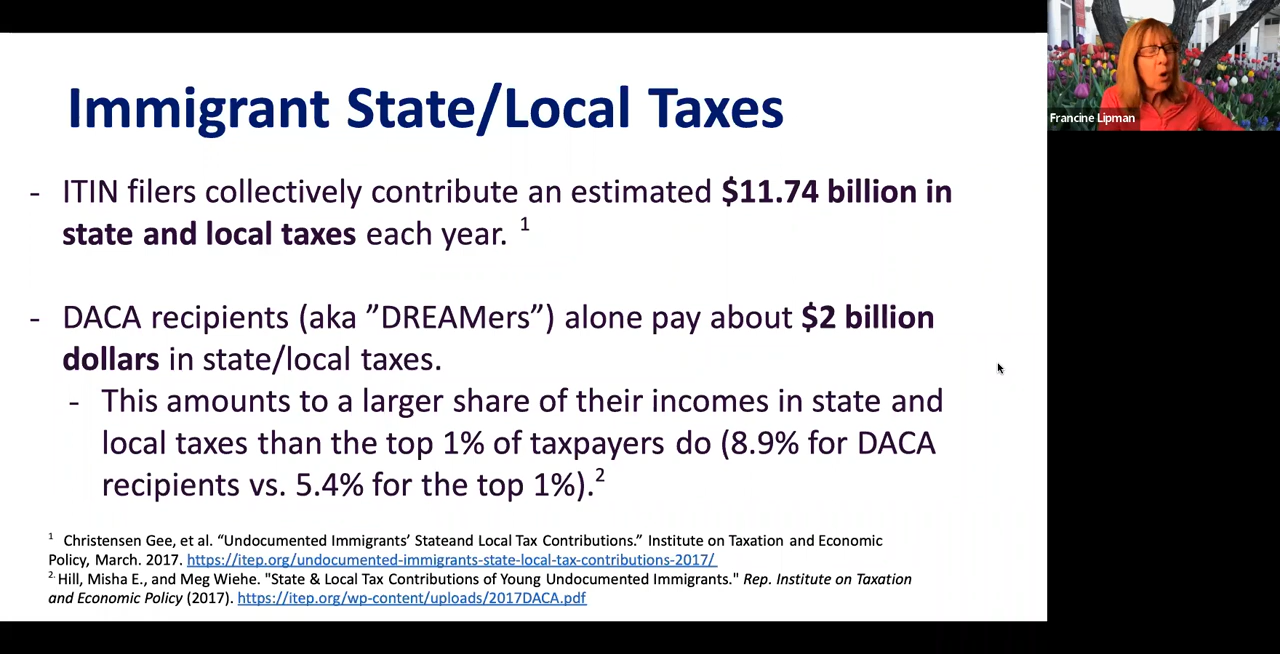 Immigrant State/Local Taxes
- ITIN filers collectively contribute an estimated $11.74 billion in
state and local taxes each year. 1
- DACA recipients (aka ”DREAMers”) alone pay about $2 billion
dollars in state/local taxes.
- This amounts to a larger share of their incomes in state and
local taxes than the top 1% of taxpayers do (8.9% for DACA
recipients vs. 5.4% for the top 1%).2
1 Christensen Gee, et al. “Undocumented Immigrants’ Stateand Local Tax Contributions.” Institute on Taxation and Economic
Policy, March. 2017. https://itep.org/undocumented-immigrants-state-local-tax-contributions-2017/
2. Hill, Misha E., and Meg Wiehe. "State & Local Tax Contributions of Young Undocumented Immigrants." Rep. Institute on Taxation
and Economic Policy (2017). https://itep.org/wp-content/uploads/2017DACA.pdf
Francine Lipman